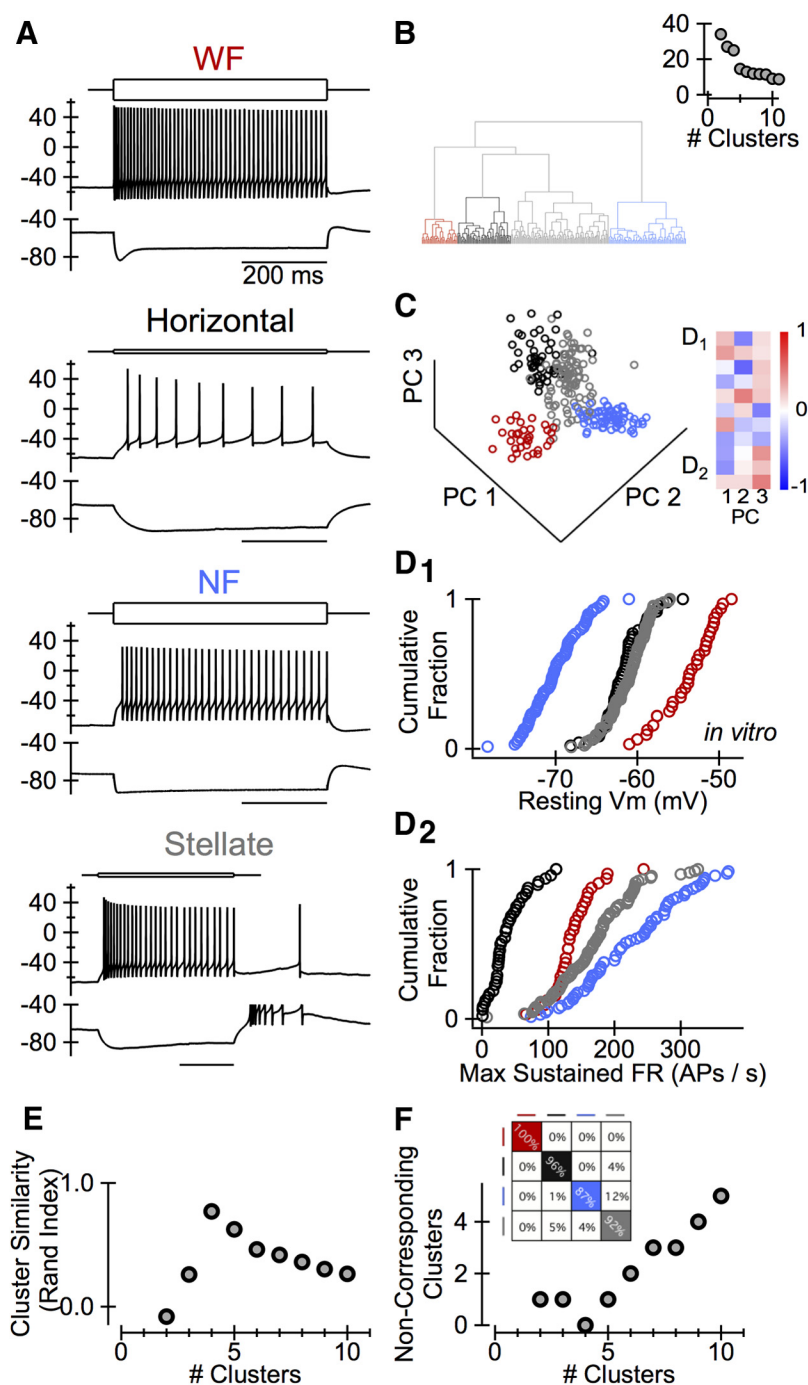 A
WF
40
0
-40
-40
-80
200 ms
Horizontal
40
0
-40
-40
-80
NF
40
0
-40
-40
-80
Stellate
40
0
-40
-40
-80
B
40
20
0
0 10
# Clusters
C
PC 3
PC 1
PC 2
D1
D2
1 2 3
PC
1
0
-1
D1
Cumulative
Fraction
1
0
in vitro
-70 -60 -50
Resting Vm (mV)
D2
Cumulative
Fraction
1
0
0 100 200 300
Max Sustained FR (APs / s)
E
Cluster Similarity
(Rand Index)
1.0
0.0
0 5 10
# Clusters
F
100% 0% 0% 0%
0% 96% 0% 4%
0% 1% 87% 12%
0% 5% 4% 92%
Non-Corresponding
Clusters
4
2
0
0 5 10
# Clusters